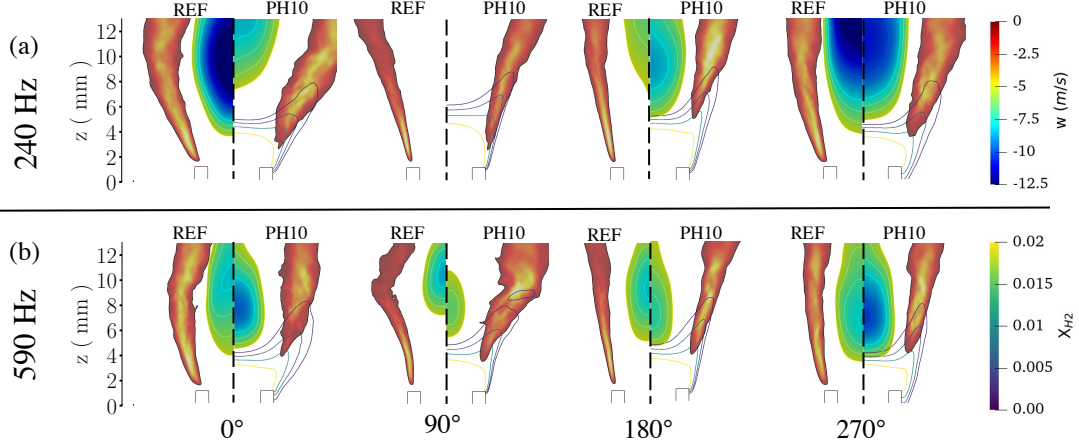 REF PH10 REF PH10 REF PH10 REF PH10
(a)
240 Hz
z ( mm )
12
10
8
6
4
2
0
0
-2.5
-5
-7.5
-10
-12.5
w (m/s)
(b)
590 Hz
REF PH10 REF PH10 REF PH10 REF PH10
z ( mm )
12
10
8
6
4
2
0
0.02
0.01
0.015
0.005
0.00
X_H2
0° 90° 180° 270°